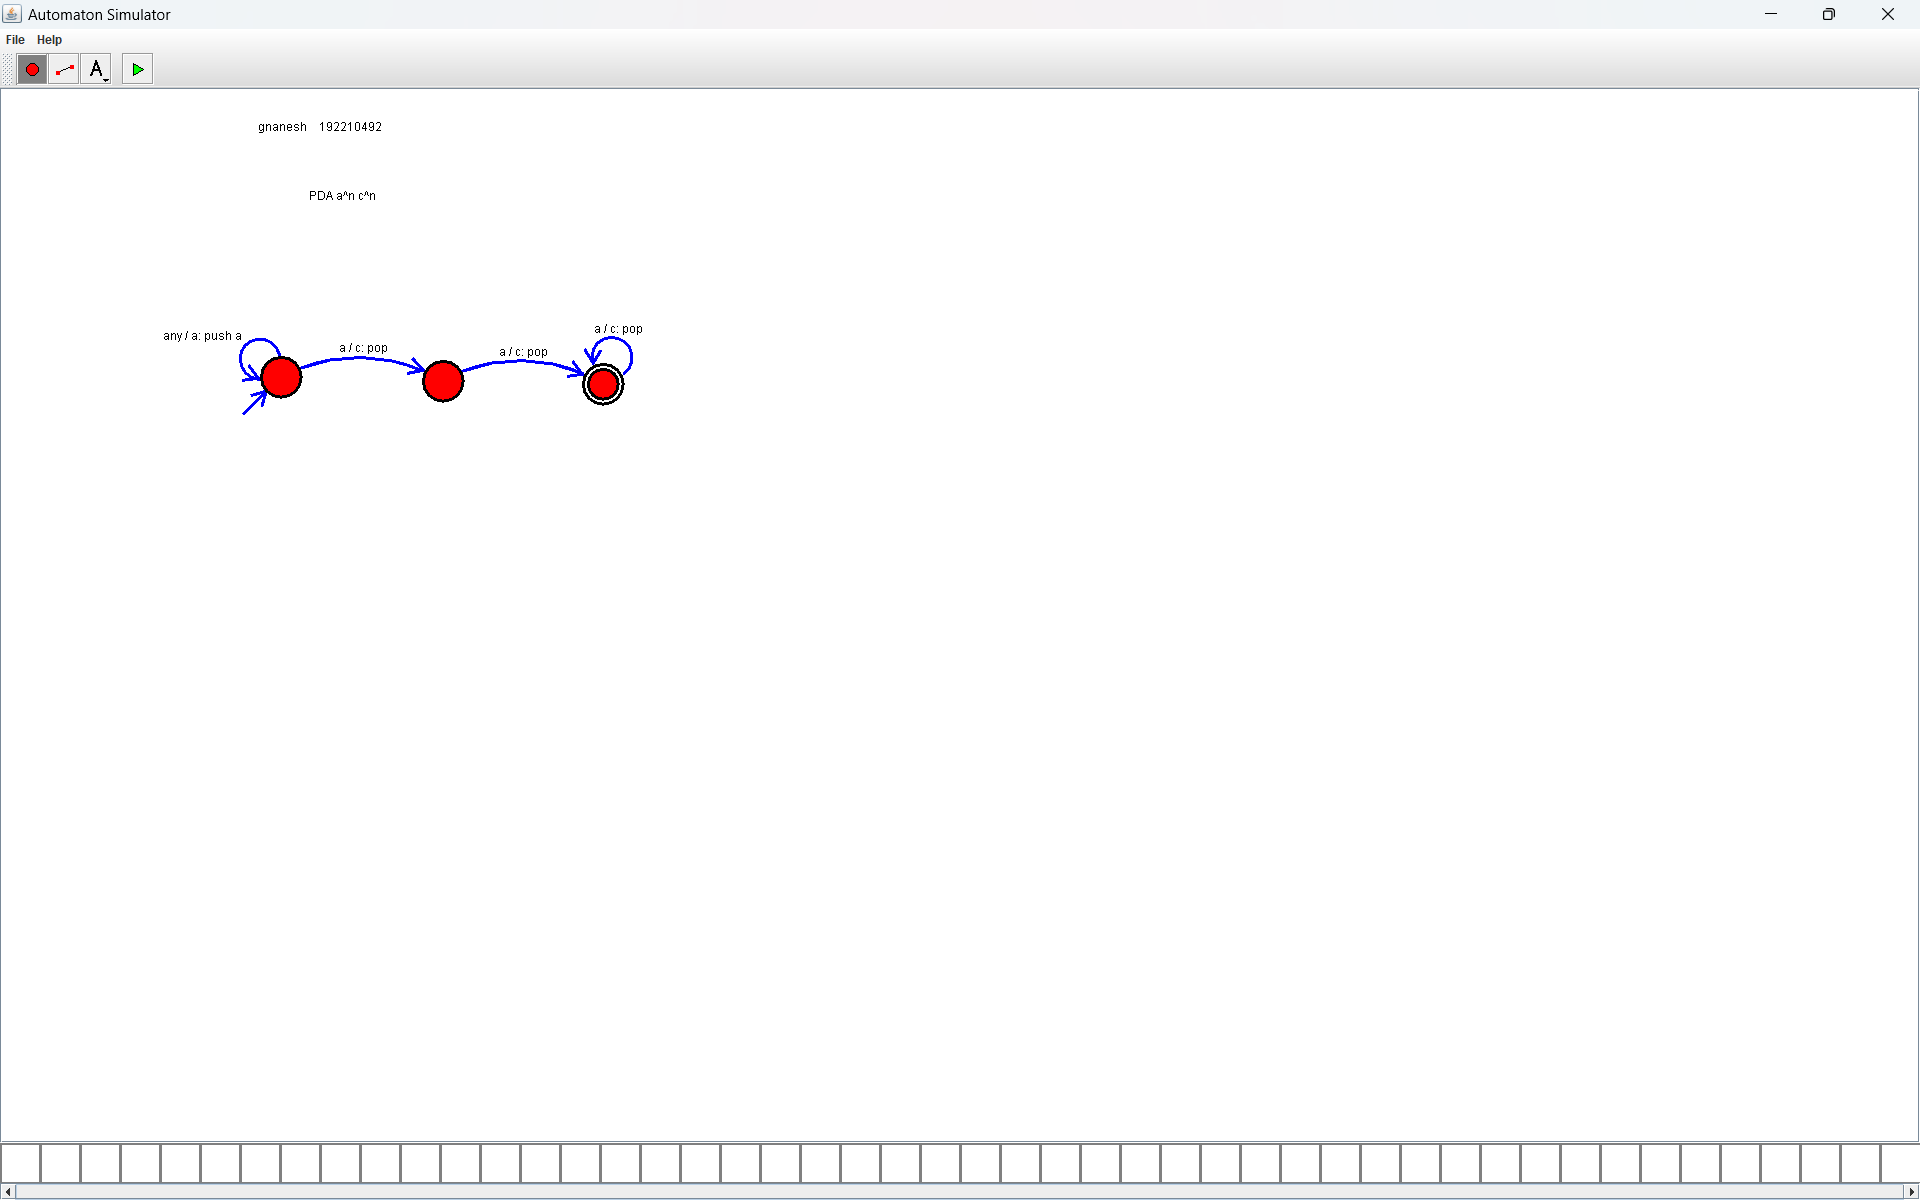 Automaton Simulator
File Help
A
gnanesh 192210492
PDA a^n c^n
any / a: push a
a / c: pop
a / c: pop
a / c: pop